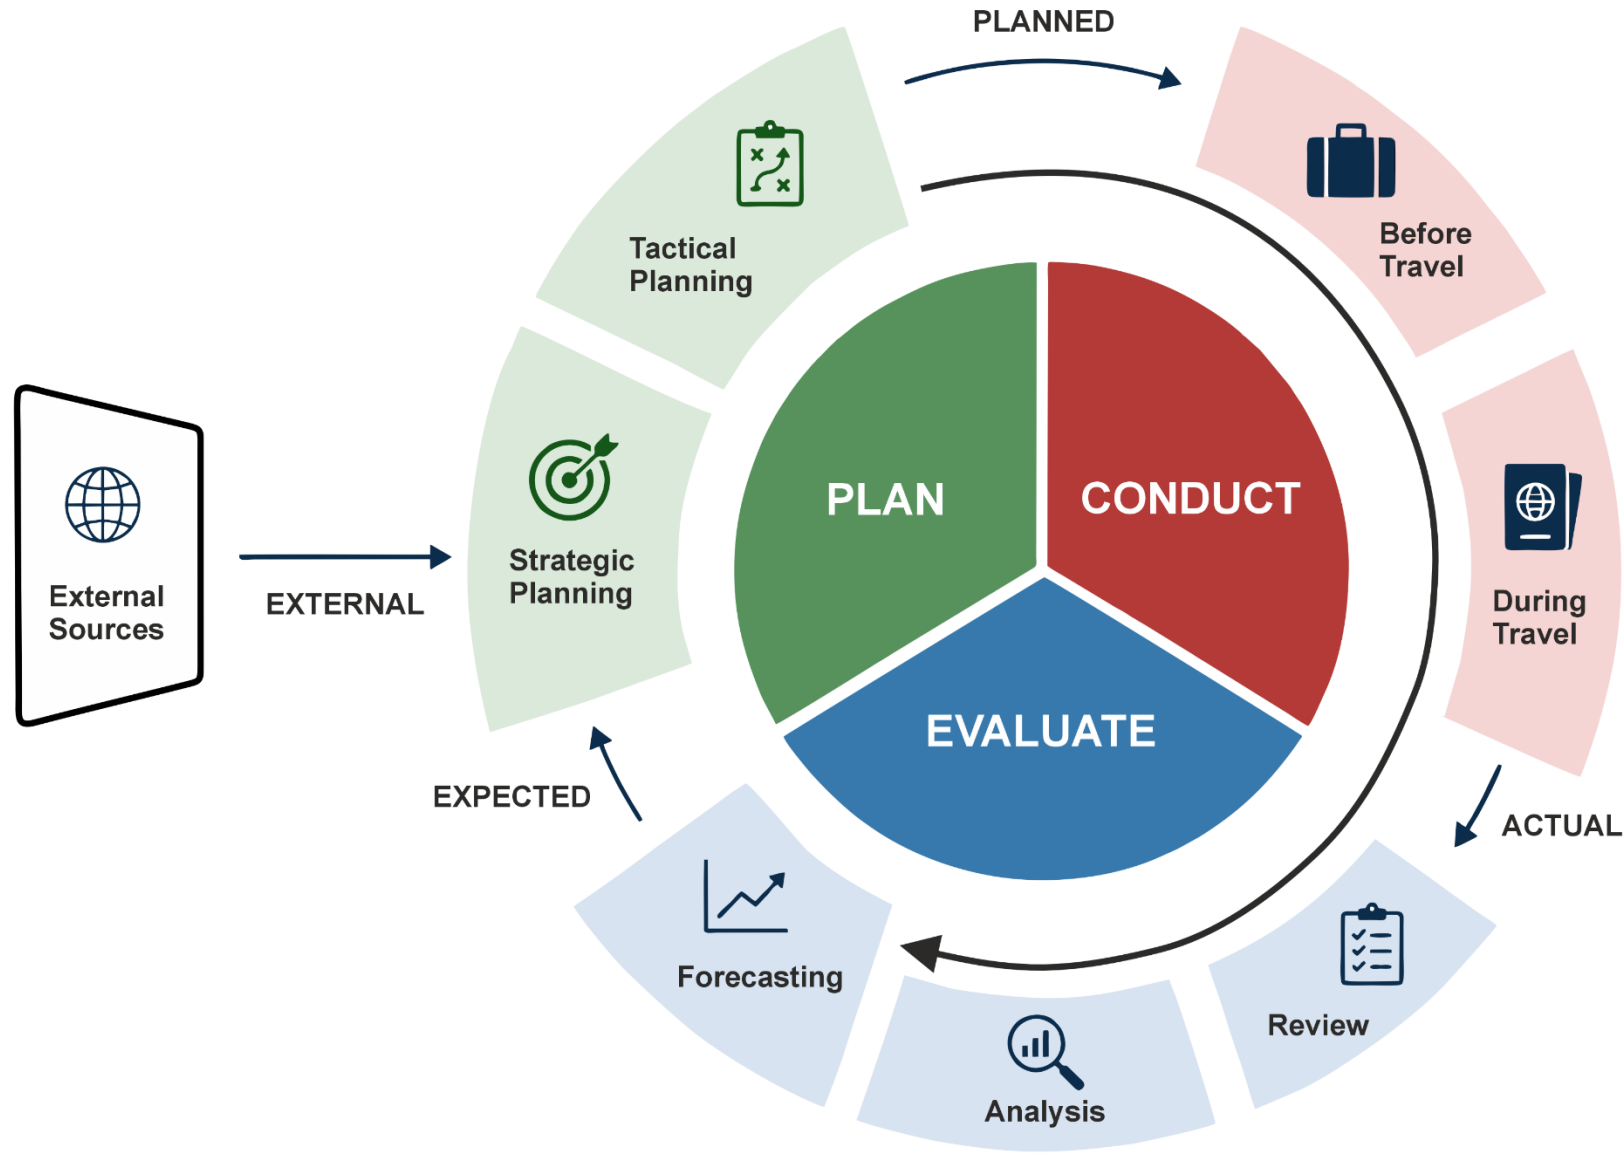 PLANNED
Tactical
Planning
Before
Travel
PLAN
CONDUCT
Strategic
Planning
External
Sources
EXTERNAL
During
Travel
EVALUATE
EXPECTED
ACTUAL
Forecasting
Review
Analysis